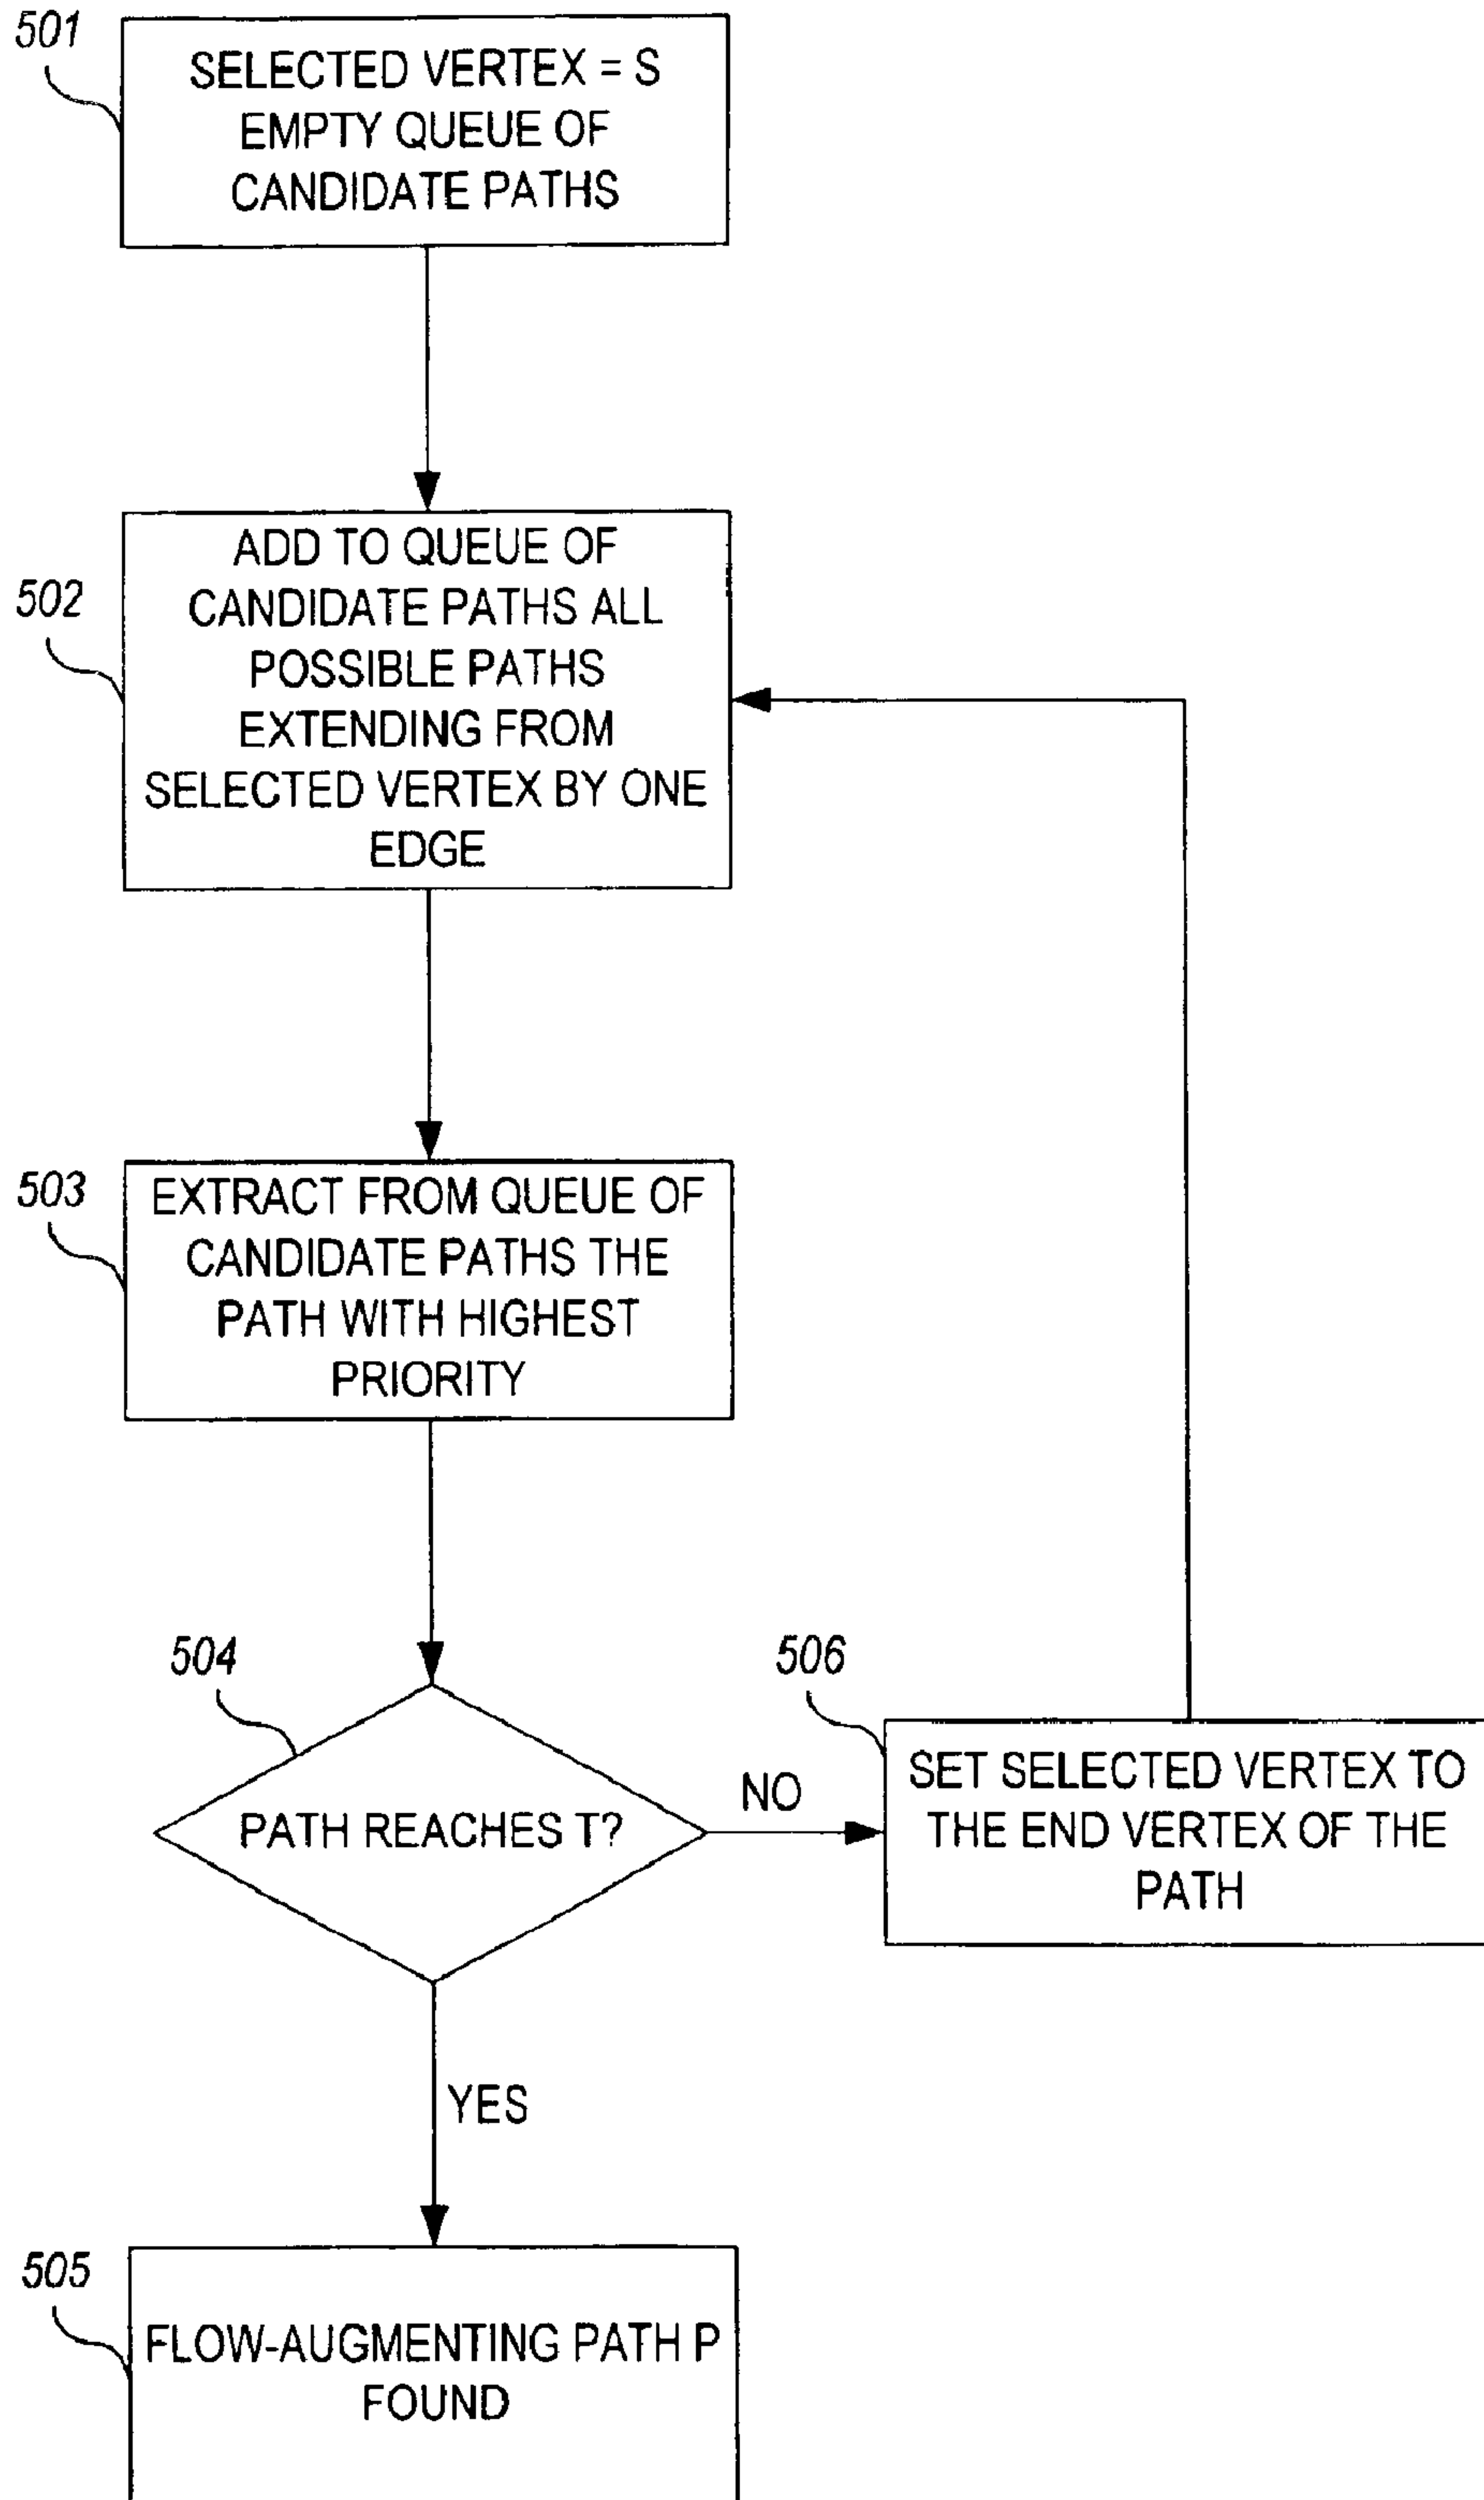 501
SELECTED VERTEX = S
EMPTY QUEUE OF
CANDIDATE PATHS
502
ADD TO QUEUE OF
CANDIDATE PATHS ALL
POSSIBLE PATHS
EXTENDING FROM
SELECTED VERTEX BY ONE
EDGE
503
EXTRACT FROM QUEUE OF
CANDIDATE PATHS THE
PATH WITH HIGHEST
PRIORITY
504
PATH REACHES T?
NO
506
SET SELECTED VERTEX TO
THE END VERTEX OF THE
PATH
YES
505
FLOW-AUGMENTING PATH P
FOUND